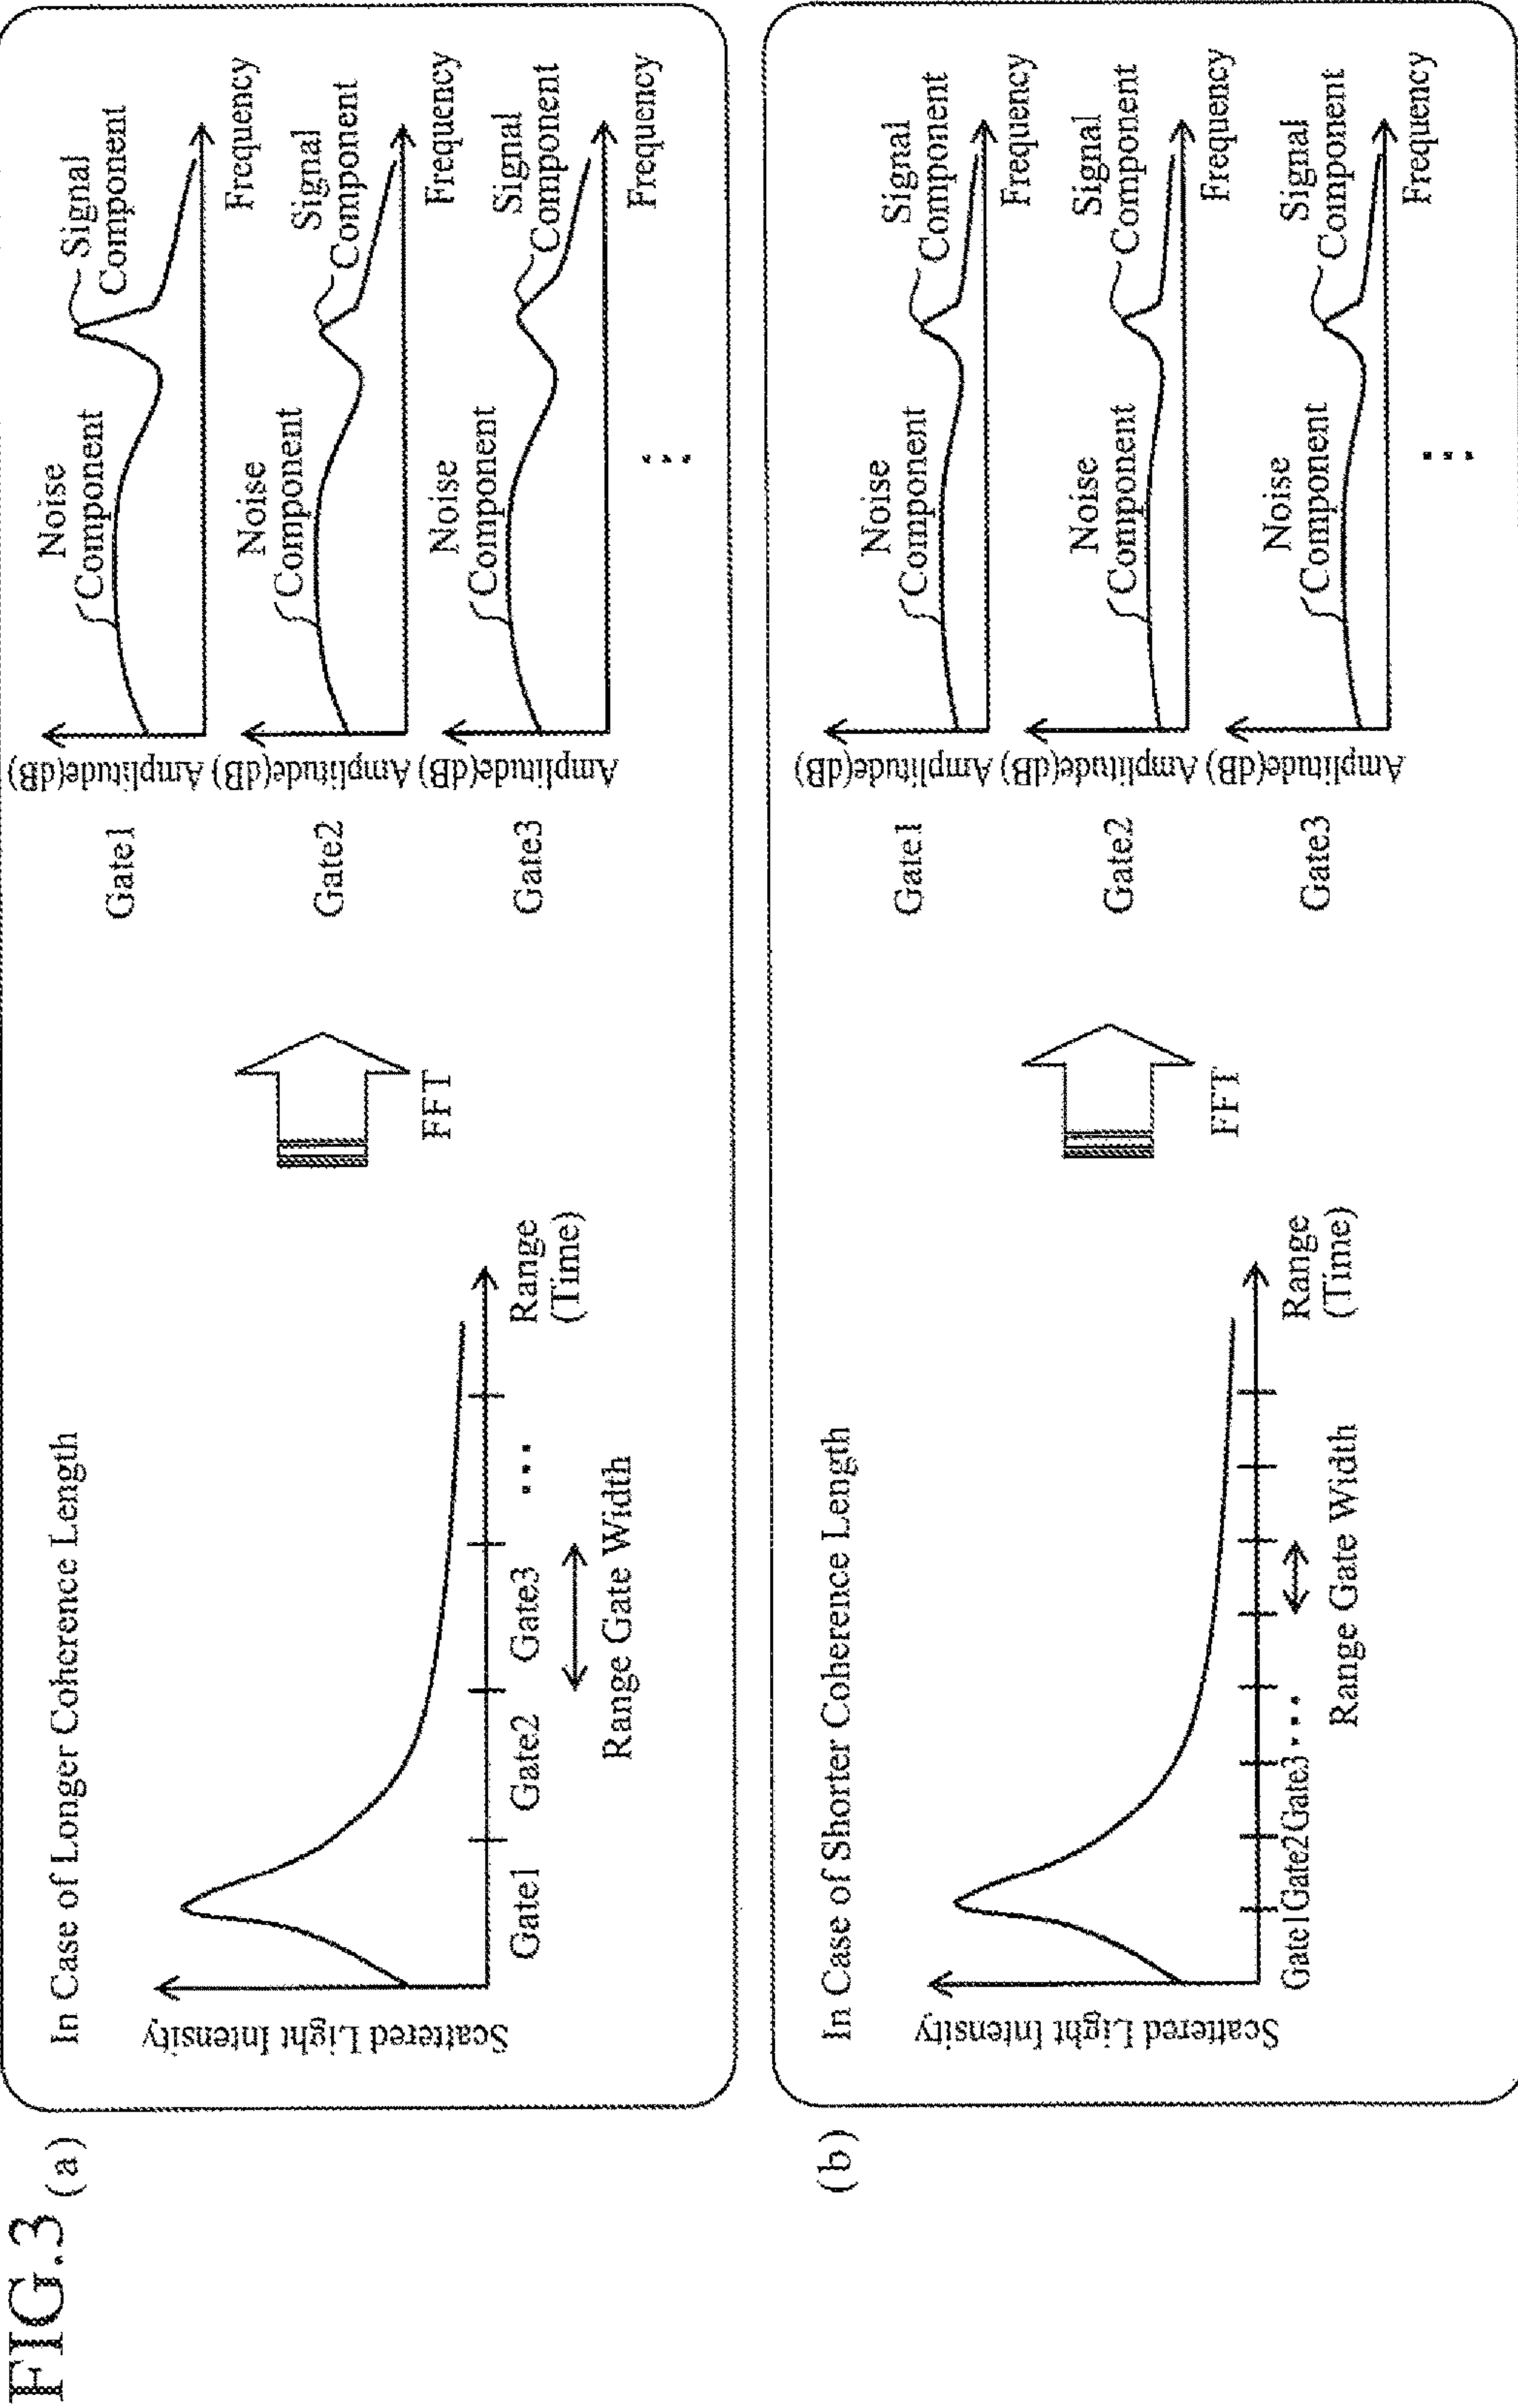 FIG.3
(a)
In Case of Longer Coherence Length
Scattered Light Intensity
Gate1
Gate2
Gate3
...
Range
(Time)
Range Gate Width
FFT
Gate1
Amplitude(dB)
Noise
Component
Signal
Component
Frequency
Gate2
Amplitude(dB)
Noise
Component
Signal
Component
Frequency
Gate3
Amplitude(dB)
Noise
Component
Signal
Component
Frequency
...
(b)
In Case of Shorter Coherence Length
Scattered Light Intensity
Gate1
Gate2
Gate3
...
Range
(Time)
Range Gate Width
FFT
Gate1
Amplitude(dB)
Noise
Component
Signal
Component
Frequency
Gate2
Amplitude(dB)
Noise
Component
Signal
Component
Frequency
Gate3
Amplitude(dB)
Noise
Component
Signal
Component
Frequency
...